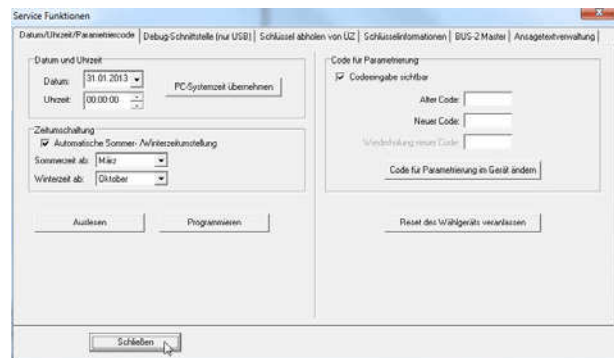 Service Funktionen
Datum/Uhrzeit/Parametriercode Debug-Schnittstelle (nur USB) Schlüssel abholen von ÜZ Schlüsselinformationen BUS-2 Master Ansagetextverwaltung
Datum und Uhrzeit
Datum: 31.01.2013
Uhrzeit: 00:00:00
PC-Systemzeit übernehmen
Zeitumschaltung
Automatische Sommer- /Winterzeitumstellung
Sommerzeit ab: März
Winterzeit ab: Oktober
Auslesen Programmieren
Code für Parametrierung
Codeeingabe sichtbar
Alter Code:
Neuer Code:
Wiederholung neuer Code:
Code für Parametrierung im Gerät ändern
Reset des Wählgeräts veranlassen
Schließen